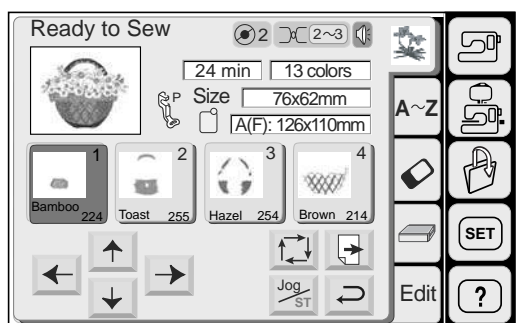 Ready to Sew
2
2~3
24 min
13 colors
P
Size
76x62mm
A(F): 126x110mm
A~Z
1
2
3
4
Bamboo
224
Toast
255
Hazel
254
Brown
214
SET
Jog
ST
Edit
?